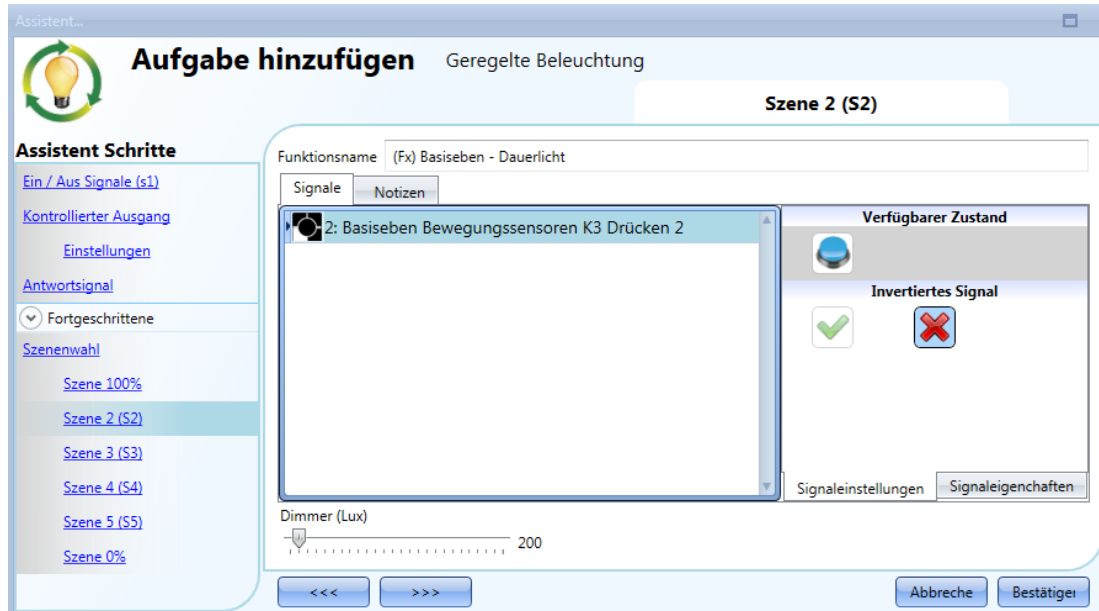 Assistent...
Aufgabe hinzufügen Geregelte Beleuchtung
Szene 2 (S2)
Assistent Schritte
Ein / Aus Signale (s1)
Kontrollierter Ausgang
Einstellungen
Antwortsignal
Fortgeschrittene
Szenenwahl
Szene 100%
Szene 2 (S2)
Szene 3 (S3)
Szene 4 (S4)
Szene 5 (S5)
Szene 0%
Funktionsname (Fx) Basiseben - Dauerlicht
Signale Notizen
2: Basiseben Bewegungssensoren K3 Drücken 2
Verfügbarer Zustand
Invertiertes Signal
Signaleinstellungen Signaleigenchaften
Dimmer (Lux)
200
<<< >>> Abbreche Bestätiger